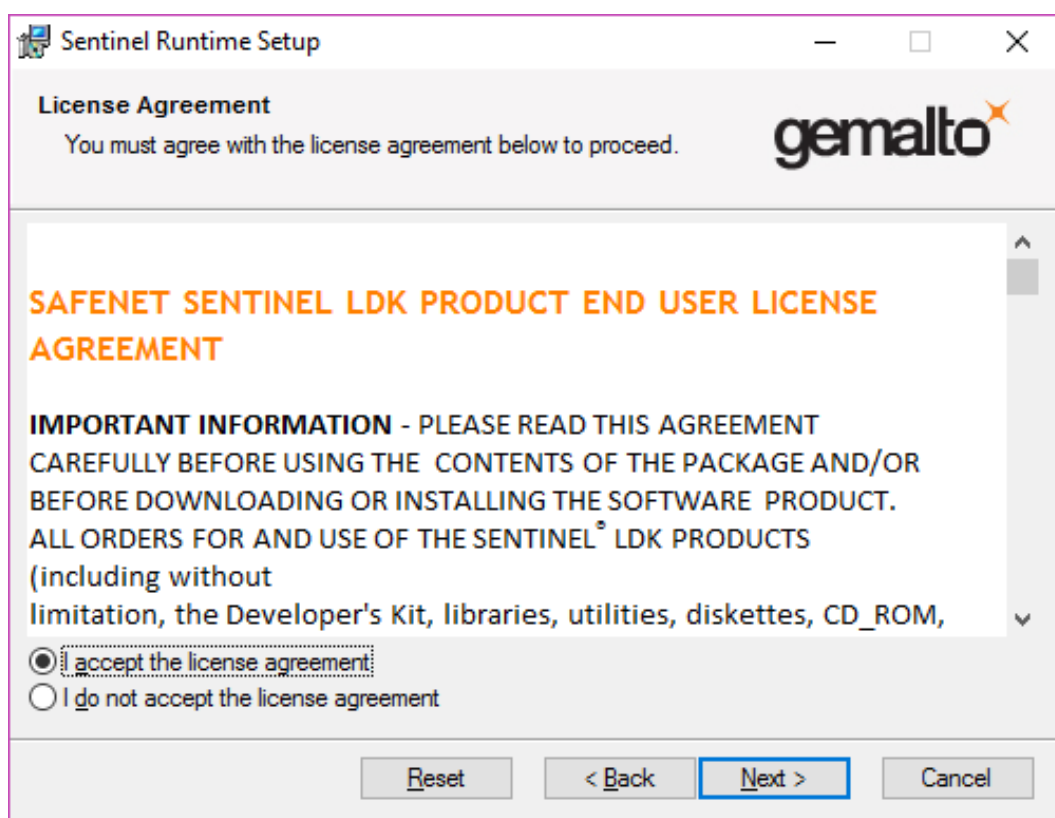 Sentinel Runtime Setup
License Agreement
You must agree with the license agreement below to proceed.
gemalto
SAFENET SENTINEL LDK PRODUCT END USER LICENSE
AGREEMENT
IMPORTANT INFORMATION - PLEASE READ THIS AGREEMENT
CAREFULLY BEFORE USING THE CONTENTS OF THE PACKAGE AND/OR
BEFORE DOWNLOADING OR INSTALLING THE SOFTWARE PRODUCT.
ALL ORDERS FOR AND USE OF THE SENTINEL® LDK PRODUCTS
(including without
limitation, the Developer's Kit, libraries, utilities, diskettes, CD_ROM,
I accept the license agreement
I do not accept the license agreement
Reset < Back Next > Cancel